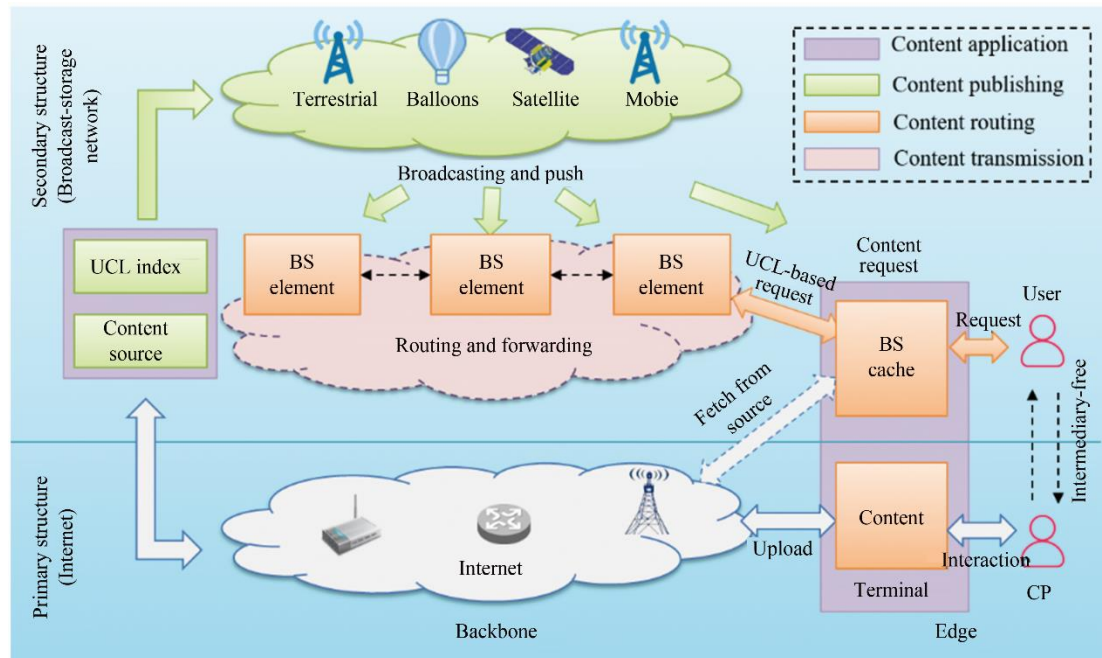 Secondary structure
(Broadcast-storage
network)
Terrestrial
Balloons
Satellite
Mobie
Content application
Content publishing
Content routing
Content transmission
Broadcasting and push
UCL index
Content
source
BS
element
BS
element
BS
element
Routing and forwarding
UCL-based
request
Content
request
BS
cache
User
Request
Fetch from
source
Intermediary-free
Primary structure
(Internet)
Internet
Upload
Content
Interaction
Terminal
CP
Backbone
Edge